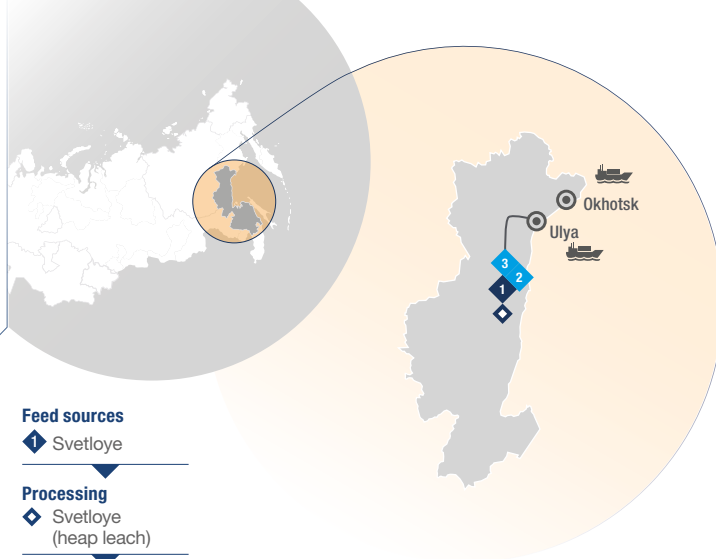 Okhotsk
Ulya
3
2
1
Feed sources
1 Svetloye
Processing
Svetloye
(heap leach)